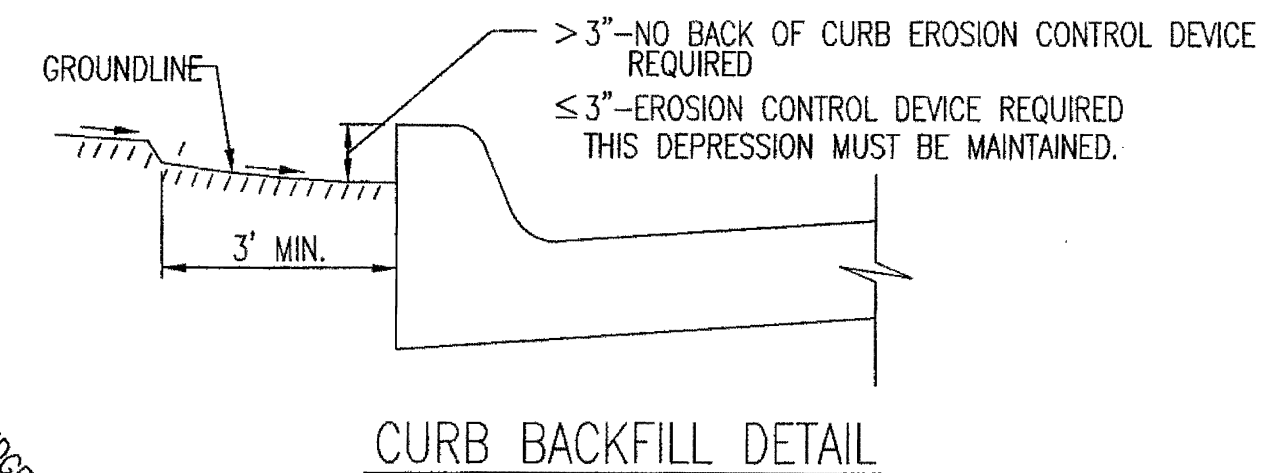 > 3"-NO BACK OF CURB EROSION CONTROL DEVICE
REQUIRED
≤ 3"-EROSION CONTROL DEVICE REQUIRED
THIS DEPRESSION MUST BE MAINTAINED.
GROUNDLINE
3' MIN.
CURB BACKFILL DETAIL